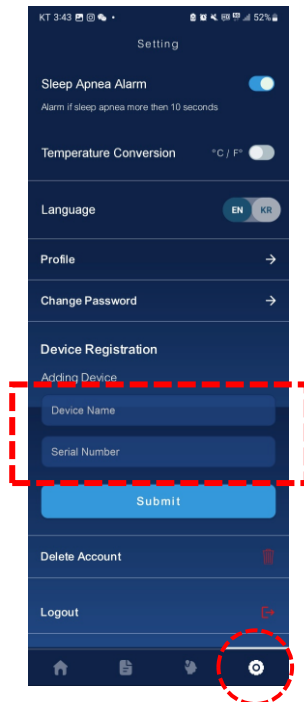 KT 3:43
52%
Setting
Sleep Apnea Alarm
Alarm if sleep apnea more then 10 seconds
Temperature Conversion °C / F°
Language EN KR
Profile
Change Password
Device Registration
Adding Device
Device Name
Serial Number
Submit
Delete Account
Logout